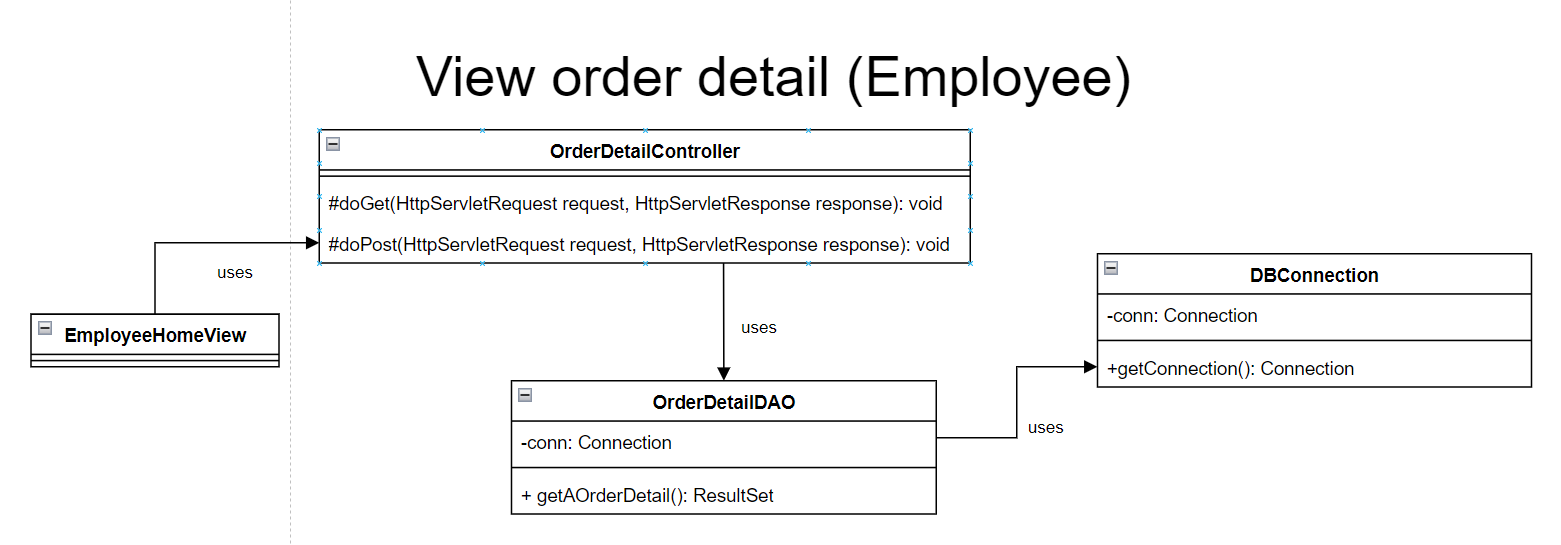 View order detail (Employee)
OrderDetailController
#doGet(HttpServletRequest request, HttpServletResponse response): void
#doPost(HttpServletRequest request, HttpServletResponse response): void
uses
EmployeeHomeView
uses
DBConnection
-conn: Connection
+getConnection(): Connection
OrderDetailDAO
-conn: Connection
+ getAOrderDetail(): ResultSet
uses